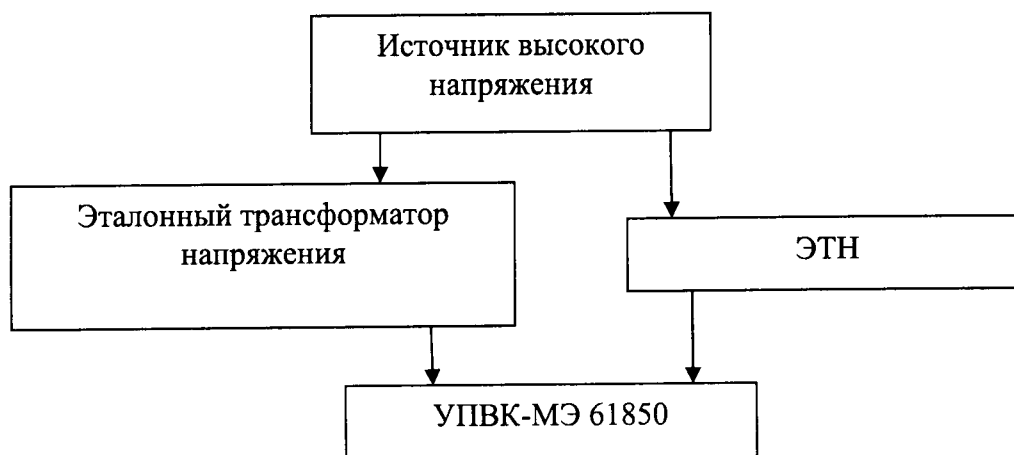 Источник высокого
напряжения
Эталонный трансформатор
напряжения
ЭТН
УПВК-МЭ 61850